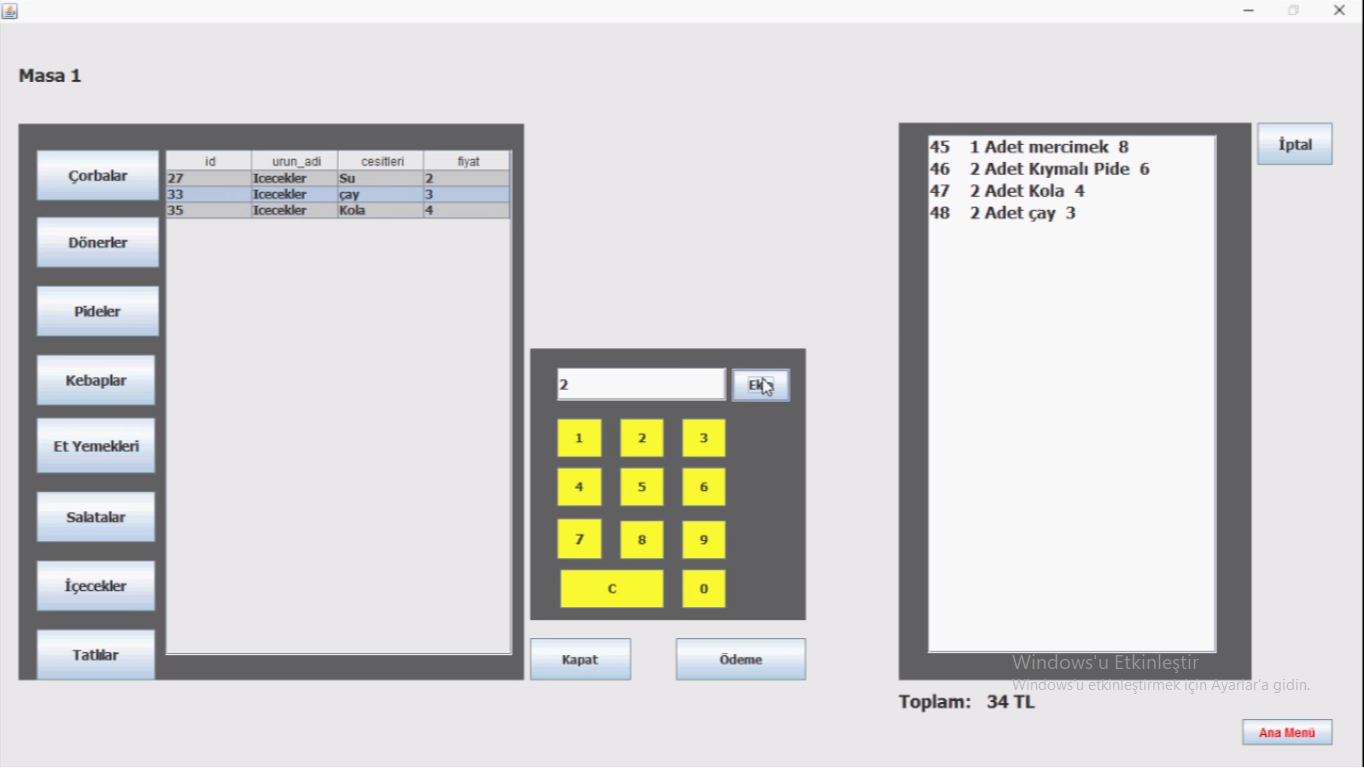 Masa 1
Çorbalar
Dönerler
Pideler
Kebaplar
Et Yemekleri
Salatalar
İçecekler
Tatlılar
id urun_adi cesitleri fiyat
27 Icecekler Su 2
33 Icecekler çay 3
35 Icecekler Kola 4
2
1 2 3
4 5 6
7 8 9
C 0
Kapat Ödeme
45 1 Adet mercimek 8
46 2 Adet Kıymalı Pide 6
47 2 Adet Kola 4
48 2 Adet çay 3
İptal
Windows'u Etkinleştir
Windows'u etkinleştirmek için Ayarlar'a gidin.
Toplam: 34 TL
Ana Menü